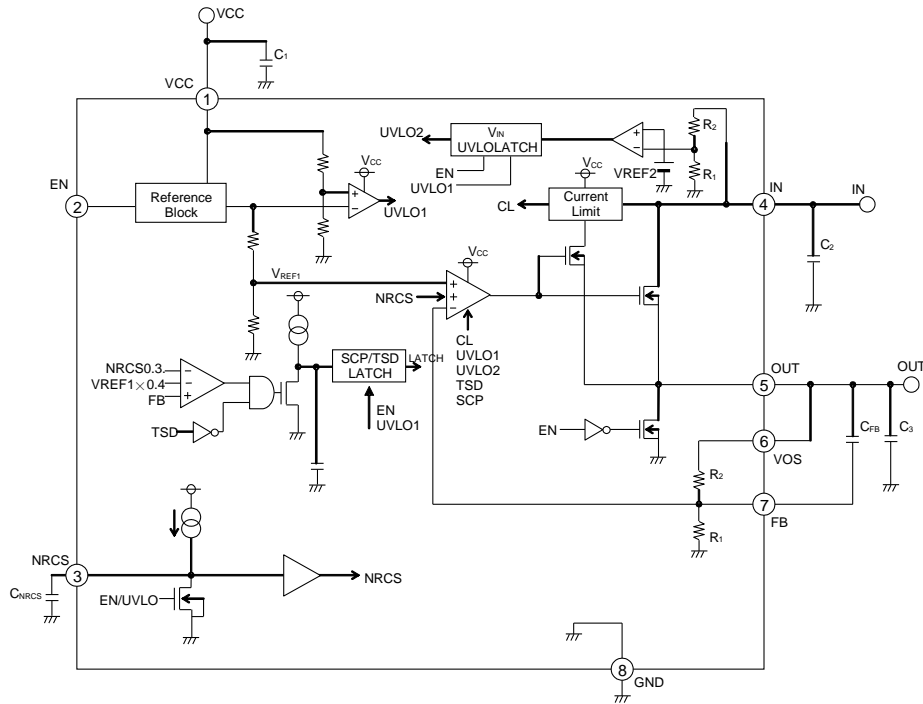 VCC
C1
VCC
1
UVLO2
VIN
UVLOLATCH
EN
UVLO1
VREF2
R2
R1
EN
2
Reference
Block
VCC
UVLO1
VCC
CL
Current
Limit
IN
4
IN
C2
VREF1
NRCS
VCC
CL
UVLO1
UVLO2
TSD
SCP
NRCS0.3.
VREF1×0.4
FB
TSD
SCP/TSD
LATCH
LATCH
EN
UVLO1
OUT
5
OUT
EN
6
VOS
CFB
C3
R2
7
FB
R1
NRCS
3
CNRCS
EN/UVLO
NRCS
8
GND